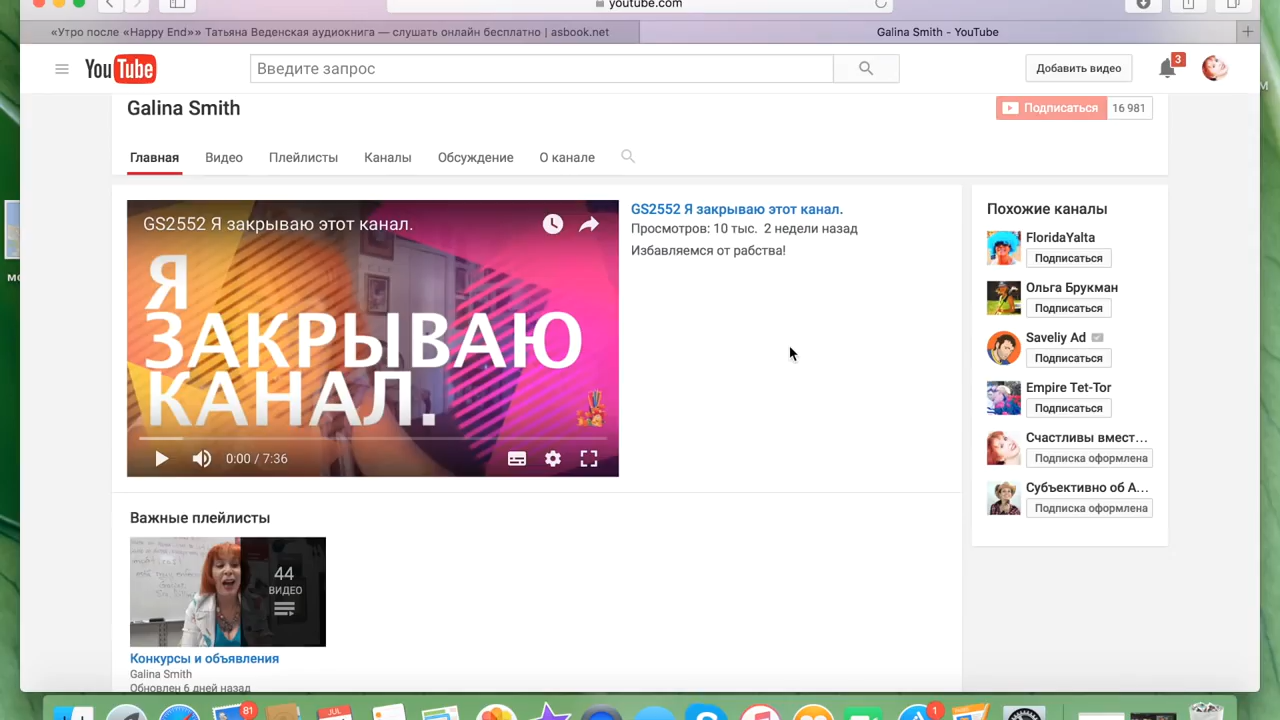 youtube.com
«Утро после «Happy End»» Татьяна Веденская аудиокнига — слушать онлайн бесплатно | asbook.net
Galina Smith - YouTube
YouTube
Введите запрос
Добавить видео
3
Galina Smith
Подписаться 16 981
Главная Видео Плейлисты Каналы Обсуждение О канале
GS2552 Я закрываю этот канал.
Я
ЗАКРЫВАЮ
КАНАЛ.
0:00 / 7:36
GS2552 Я закрываю этот канал.
Просмотров: 10 тыс. 2 недели назад
Избавляемся от рабства!
Похожие каналы
FloridaYalta
Подписаться
Ольга Брукман
Подписаться
Saveliy Ad
Подписаться
Empire Tet-Tor
Подписаться
Счастливы вмест...
Подписка оформлена
Субъективно об А...
Подписка оформлена
Важные плейлисты
44
ВИДЕО
Конкурсы и объявления
Galina Smith
Обновлен 6 дней назад
81
JUL
1